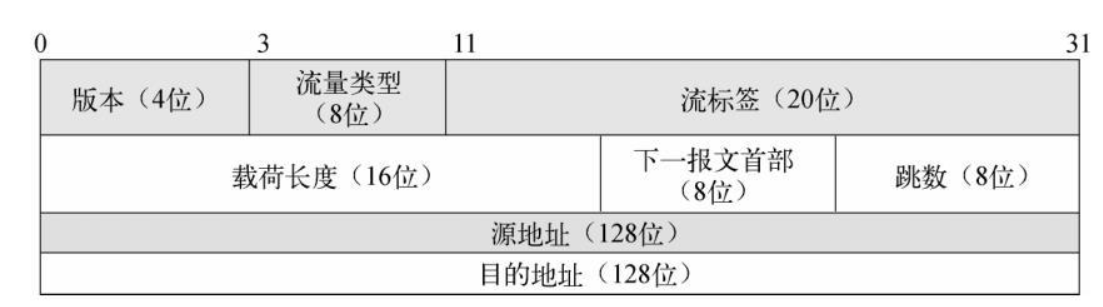 0 3 11 31
版本（4位） 流量类型 流标签（20位）
（8位）
载荷长度（16位） 下一报文首部 跳数（8位）
（8位）
源地址（128位）
目的地址（128位）